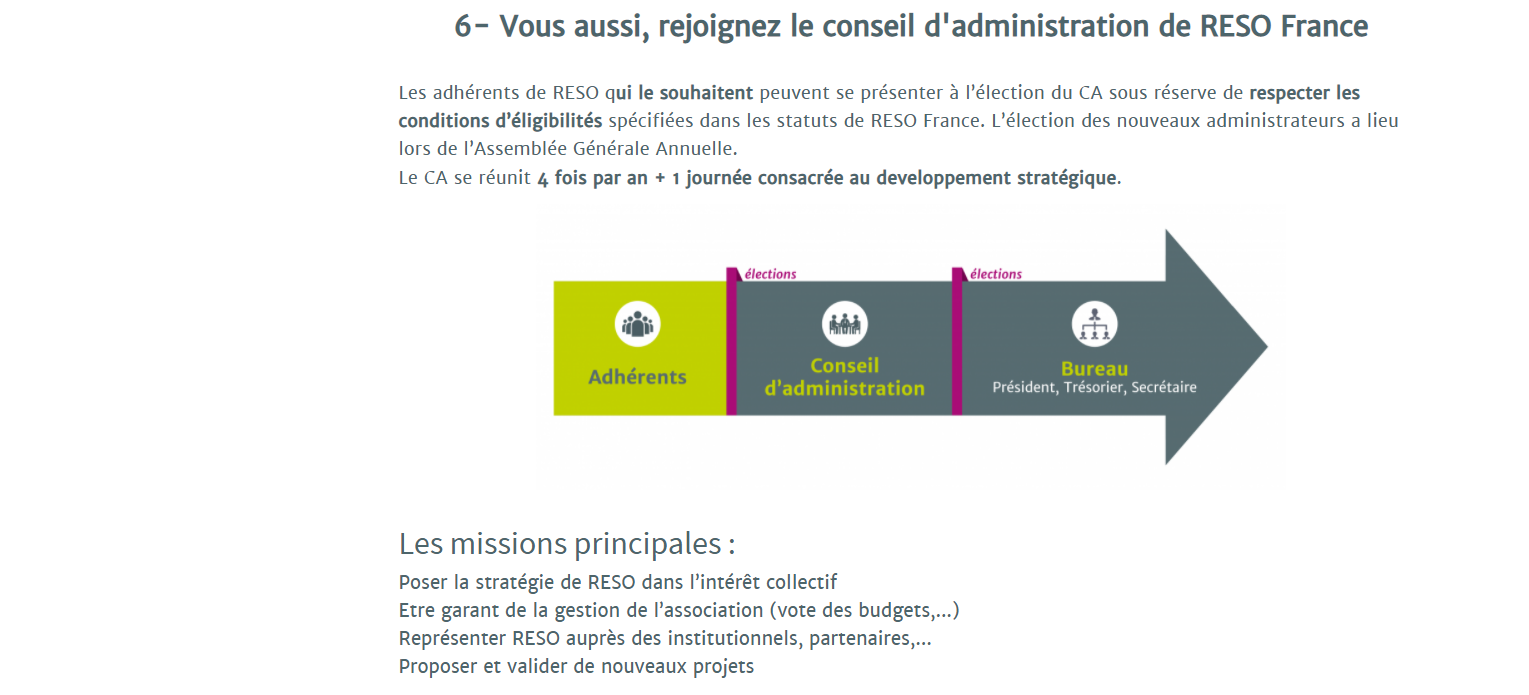 6- Vous aussi, rejoignez le conseil d'administration de RESO France
Les adhérents de RESO qui le souhaitent peuvent se présenter à l’élection du CA sous réserve de respecter les
conditions d’éligibilités spécifiées dans les statuts de RESO France. L’élection des nouveaux administrateurs a lieu
lors de l’Assemblée Générale Annuelle.
Le CA se réunit 4 fois par an + 1 journée consacrée au developpement stratégique.
élections
élections
Adhérents
Conseil
d’administration
Bureau
Président, Trésorier, Secrétaire
Les missions principales :
Poser la stratégie de RESO dans l’intérêt collectif
Etre garant de la gestion de l’association (vote des budgets,...)
Représenter RESO auprès des institutionnels, partenaires,...
Proposer et valider de nouveaux projets